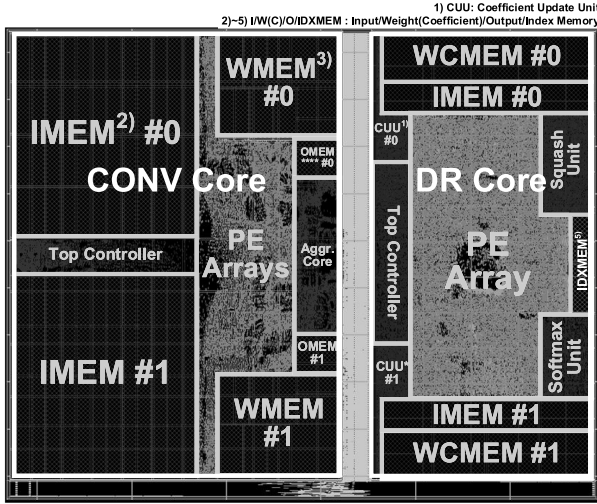 1) CUU: Coefficient Update Unit
2)~5) I/W(C)/O/IDXMEM : Input/Weight(Coefficient)/Output/Index Memory
WMEM3)
#0
IMEM2) #0
OMEM
**** #0
CONV Core
PE
Arrays
Aggr.
Core
Top Controller
OMEM
#1
IMEM #1
WMEM
#1
WCMEM #0
IMEM #0
CUU1)
#0
Squash
Unit
DR Core
Top Controller
PE
Array
IDXMEM5)
CUU*
#1
Softmax
Unit
IMEM #1
WCMEM #1